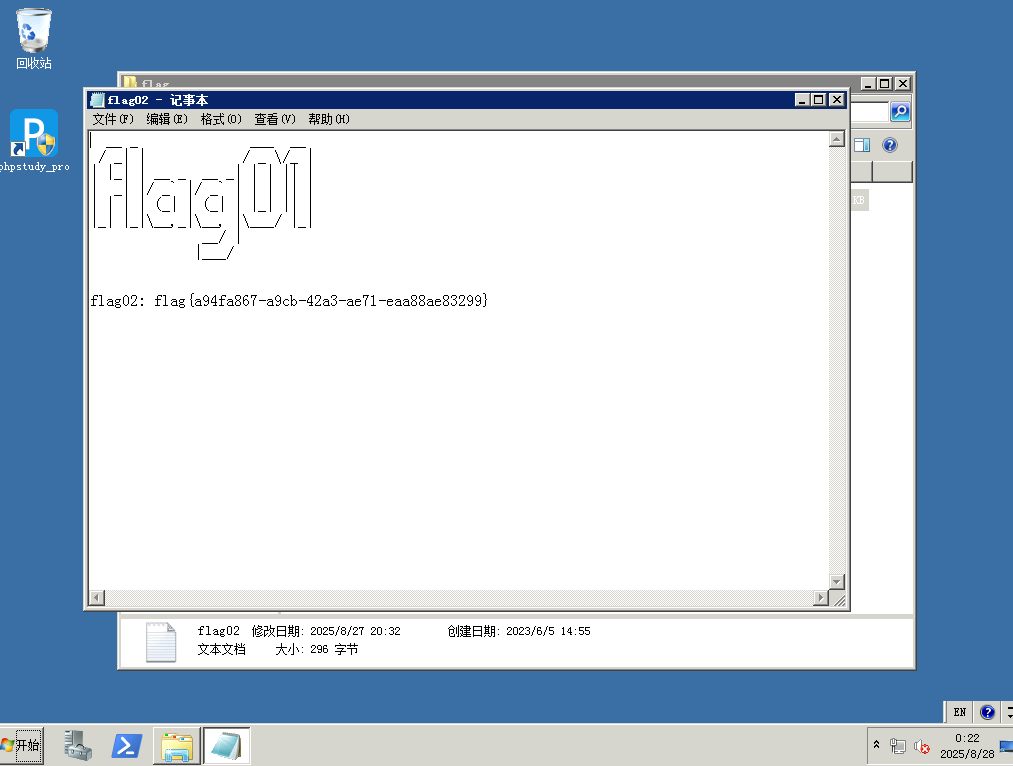 回收站
phpstudy_pro
flag
flag02 - 记事本
文件(F) 编辑(E) 格式(O) 查看(V) 帮助(H)
KB
flag01
flag02: flag{a94fa867-a9cb-42a3-ae71-eaa88ae83299}
flag02 修改日期: 2025/8/27 20:32 创建日期: 2023/6/5 14:55
文本文档 大小: 296 字节
EN
开始
0:22
2025/8/28